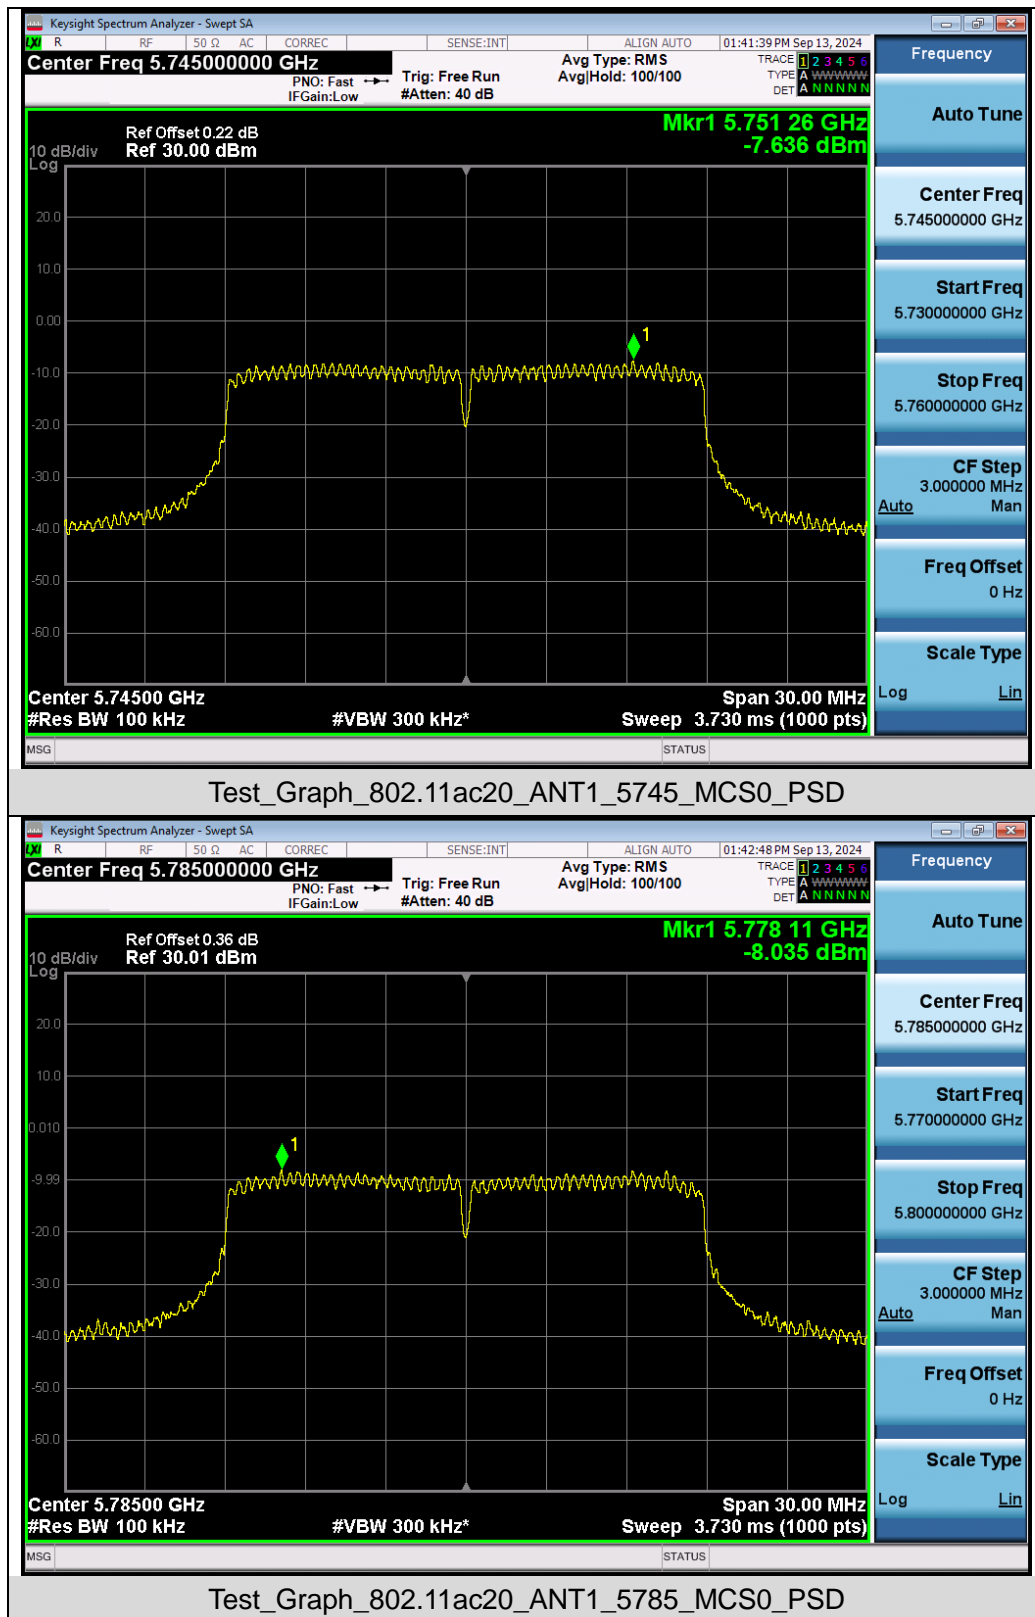 Keysight Spectrum Analyzer - Swept SA
LXI R RF 50 Ω AC CORREC SENSE:INT ALIGN AUTO 01:41:39 PM Sep 13, 2024
Center Freq 5.745000000 GHz
PNO: Fast
IFGain:Low
Trig: Free Run
#Atten: 40 dB
Avg Type: RMS
Avg|Hold: 100/100
TRACE 1 2 3 4 5 6
TYPE A WWWWW
DET A N N N N N
Mkr1 5.751 26 GHz
-7.636 dBm
Ref Offset 0.22 dB
10 dB/div Ref 30.00 dBm
Log
20.0
10.0
0.00
1
-10.0
-20.0
-30.0
-40.0
-50.0
-60.0
Center 5.74500 GHz Span 30.00 MHz
#Res BW 100 kHz #VBW 300 kHz* Sweep 3.730 ms (1000 pts)
MSG STATUS
Frequency
Auto Tune
Center Freq
5.745000000 GHz
Start Freq
5.730000000 GHz
Stop Freq
5.760000000 GHz
CF Step
3.000000 MHz
Auto Man
Freq Offset
0 Hz
Scale Type
Log Lin
Test_Graph_802.11ac20_ANT1_5745_MCS0_PSD
Keysight Spectrum Analyzer - Swept SA
LXI R RF 50 Ω AC CORREC SENSE:INT ALIGN AUTO 01:42:48 PM Sep 13, 2024
Center Freq 5.785000000 GHz
PNO: Fast
IFGain:Low
Trig: Free Run
#Atten: 40 dB
Avg Type: RMS
Avg|Hold: 100/100
TRACE 1 2 3 4 5 6
TYPE A WWWWW
DET A N N N N N
Mkr1 5.778 11 GHz
-8.035 dBm
Ref Offset 0.36 dB
10 dB/div Ref 30.01 dBm
Log
20.0
10.0
0.010
1
-9.99
-20.0
-30.0
-40.0
-50.0
-60.0
Center 5.78500 GHz Span 30.00 MHz
#Res BW 100 kHz #VBW 300 kHz* Sweep 3.730 ms (1000 pts)
MSG STATUS
Frequency
Auto Tune
Center Freq
5.785000000 GHz
Start Freq
5.770000000 GHz
Stop Freq
5.800000000 GHz
CF Step
3.000000 MHz
Auto Man
Freq Offset
0 Hz
Scale Type
Log Lin
Test_Graph_802.11ac20_ANT1_5785_MCS0_PSD